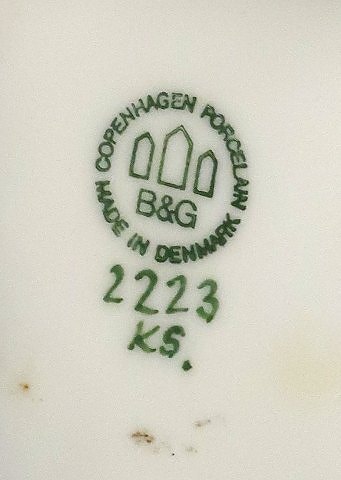 COPENHAGEN PORCELAIN
B&G
MADE IN DENMARK
2223
KS.